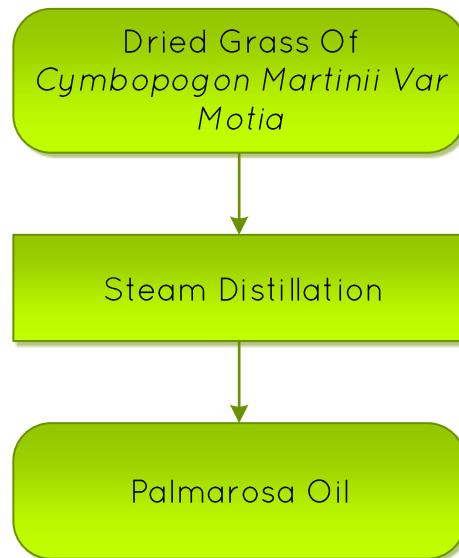 Dried Grass Of
Cymbopogon Martinii Var
Motia
Steam Distillation
Palmarosa Oil